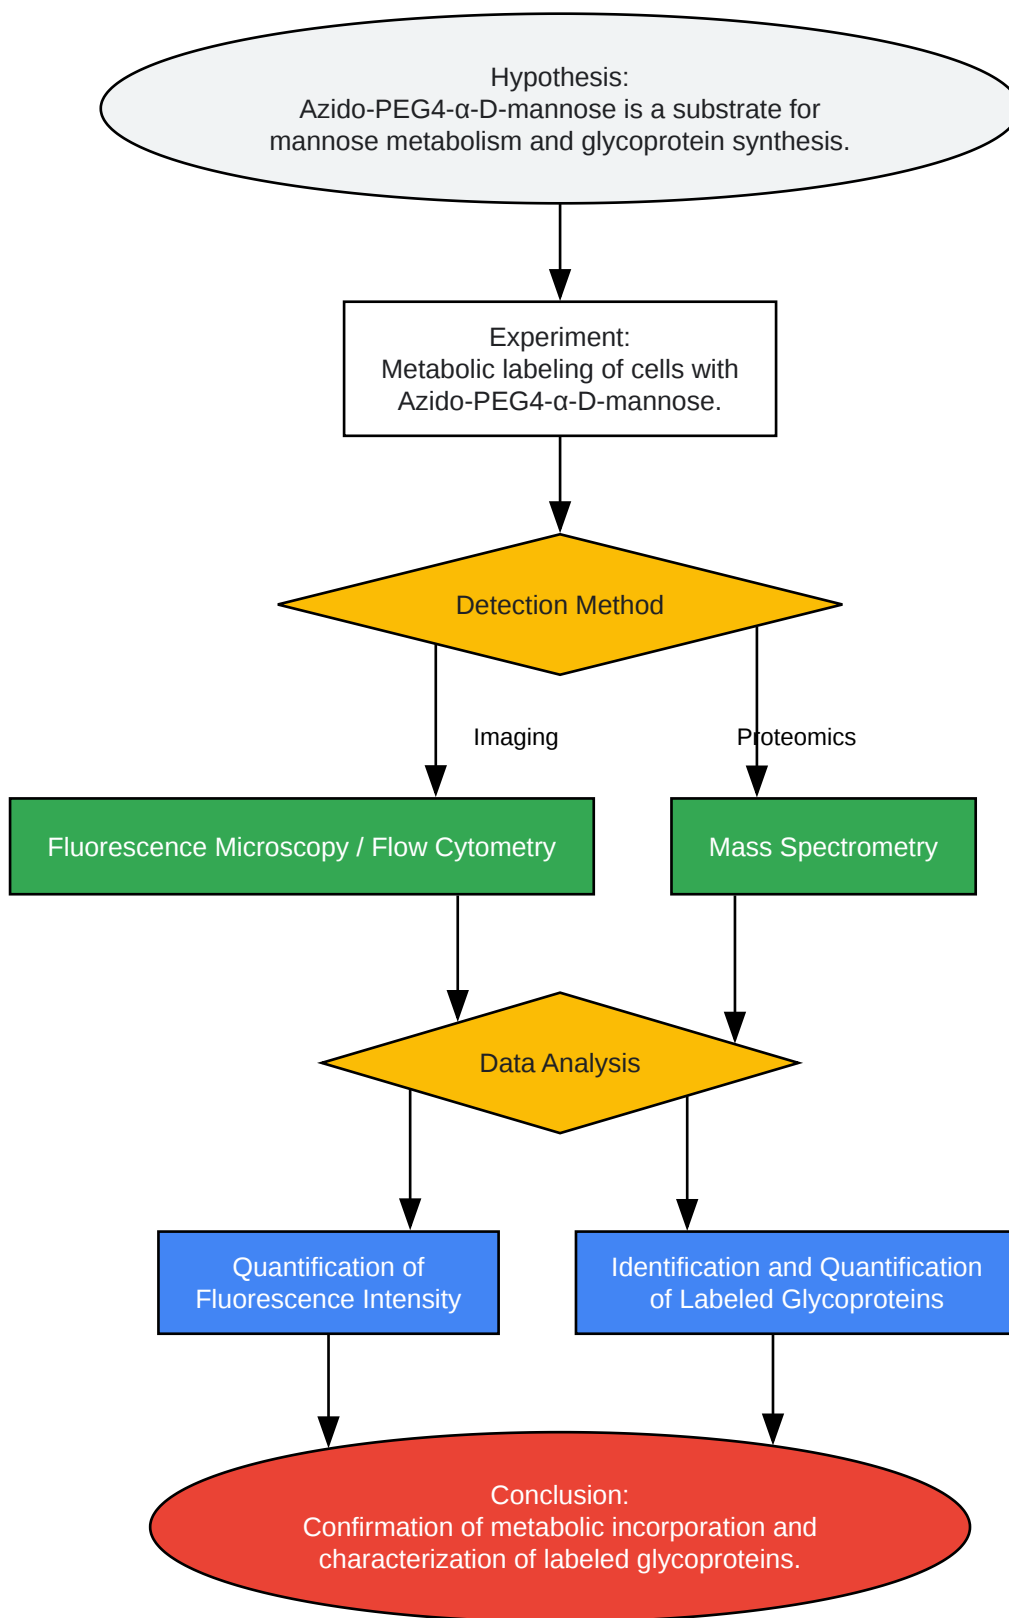 Hypothesis:
Azido-PEG4-α-D-mannose is a substrate for
mannose metabolism and glycoprotein synthesis.
Experiment:
Metabolic labeling of cells with
Azido-PEG4-α-D-mannose.
Detection Method
Imaging
Proteomics
Fluorescence Microscopy / Flow Cytometry
Mass Spectrometry
Data Analysis
Quantification of
Fluorescence Intensity
Identification and Quantification
of Labeled Glycoproteins
Conclusion:
Confirmation of metabolic incorporation and
characterization of labeled glycoproteins.